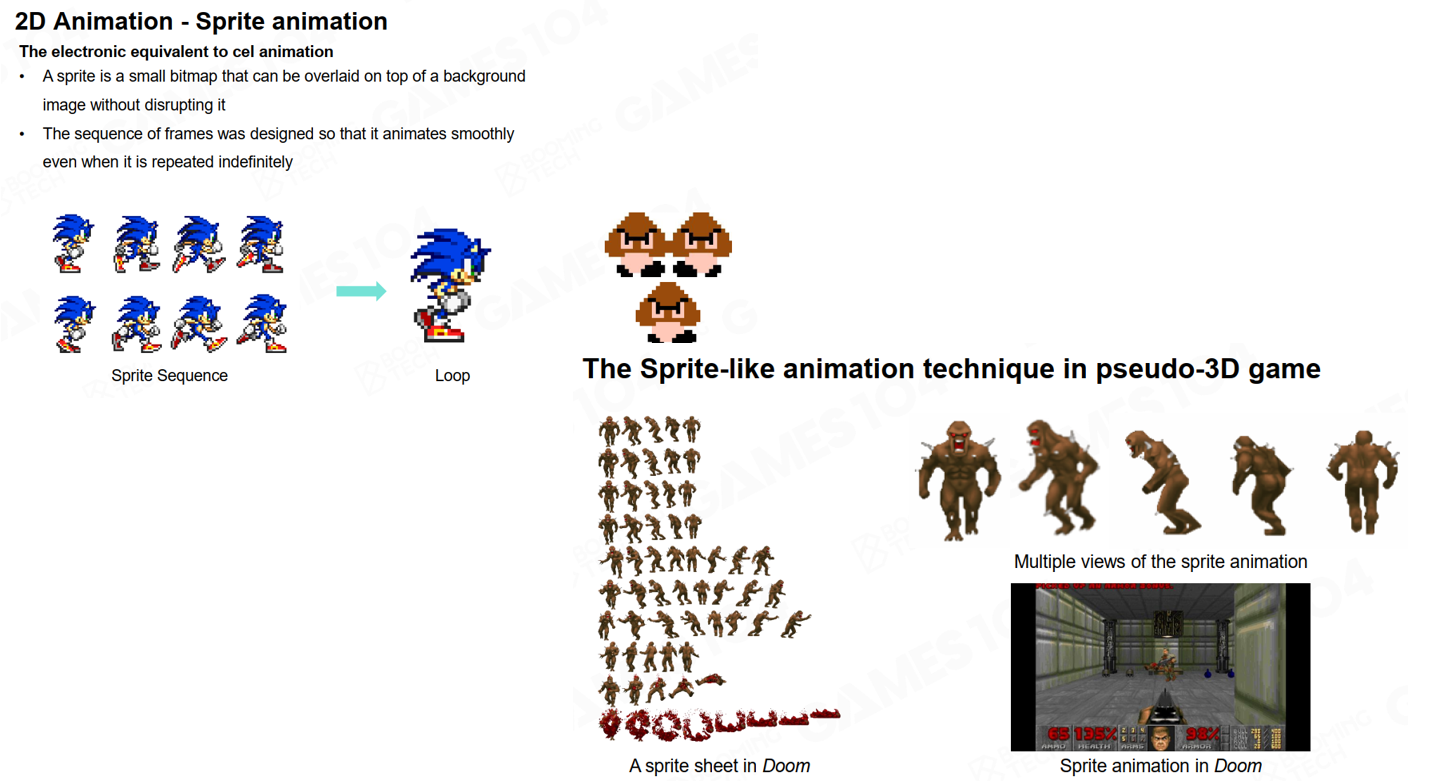 2D Animation - Sprite animation
The electronic equivalent to cel animation
• A sprite is a small bitmap that can be overlaid on top of a background
image without disrupting it
• The sequence of frames was designed so that it animates smoothly
even when it is repeated indefinitely
Sprite Sequence
Loop
The Sprite-like animation technique in pseudo-3D game
Multiple views of the sprite animation
65 135% 98%
AMMO HEALTH ARMS ARMOR
A sprite sheet in Doom
Sprite animation in Doom
GAMES104
BOOMING
TECH